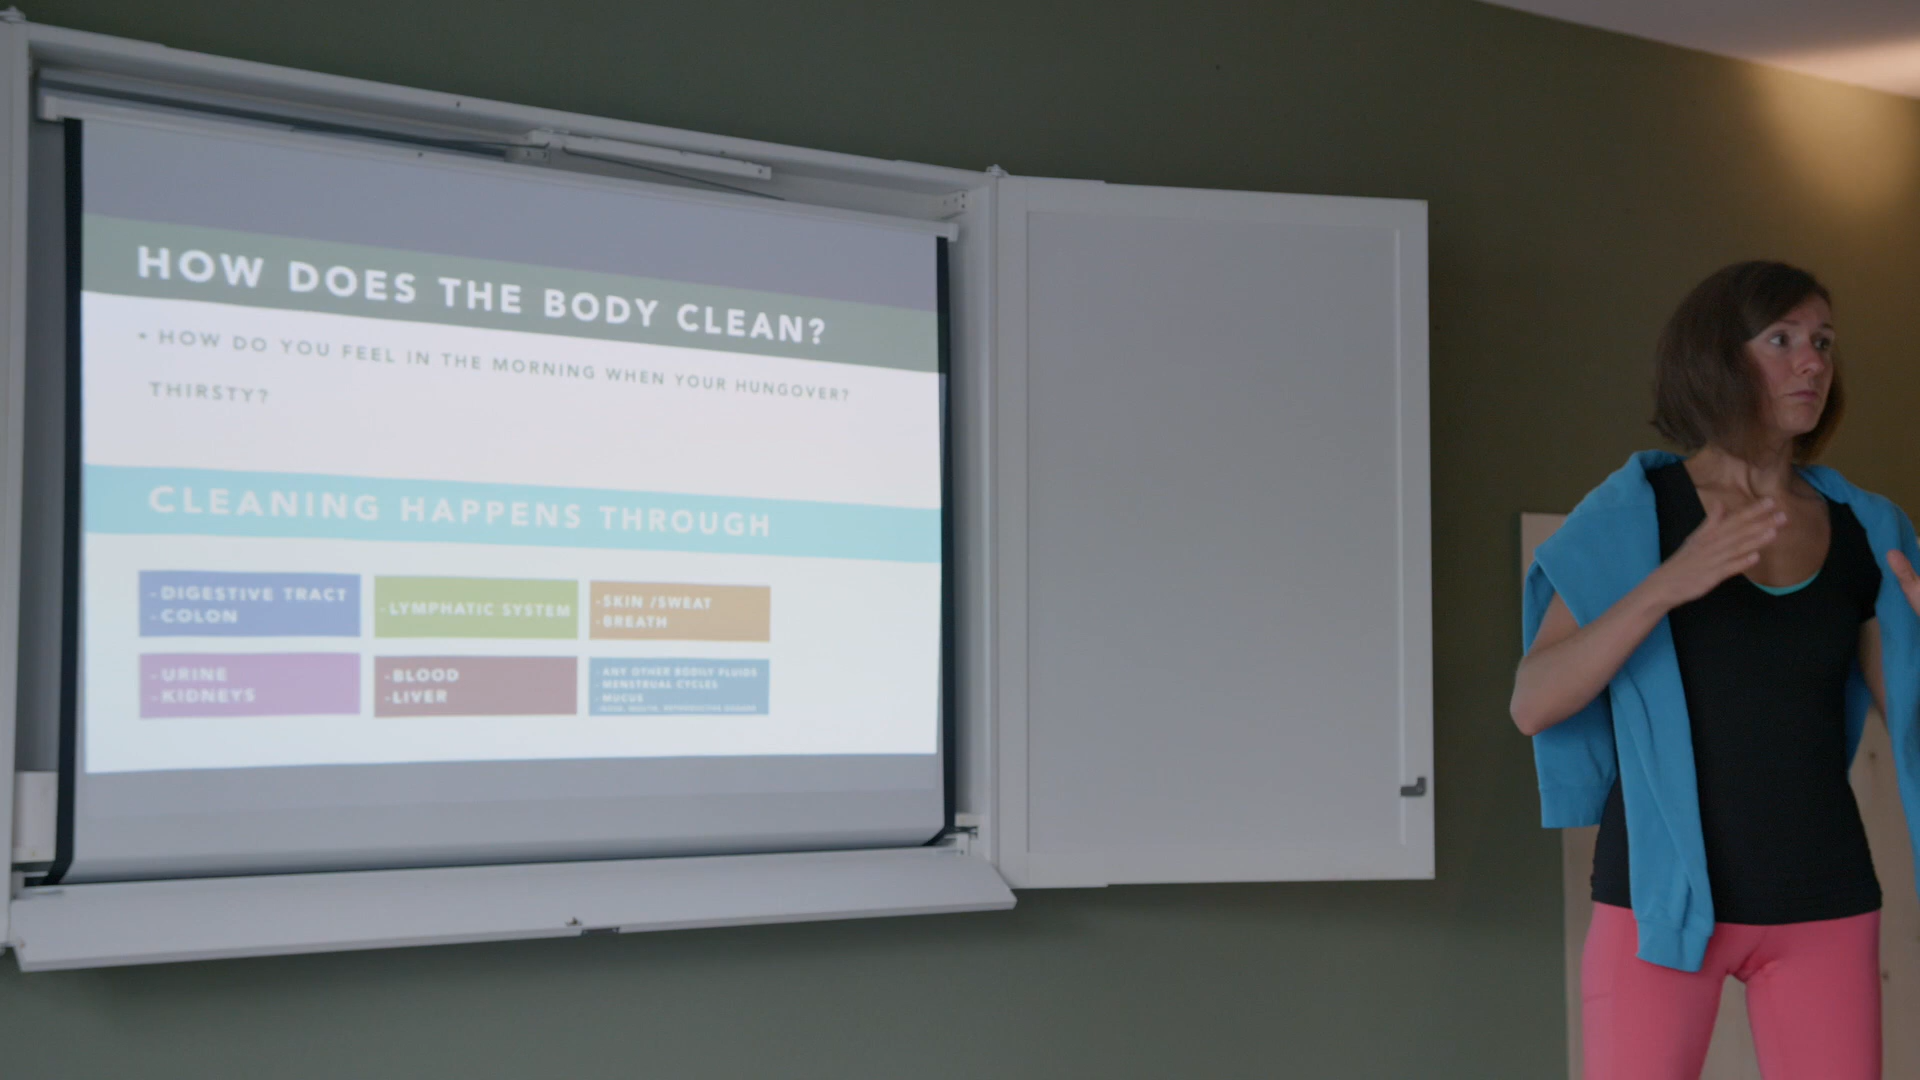 HOW DOES THE BODY CLEAN?
• HOW DO YOU FEEL IN THE MORNING WHEN YOUR HUNGOVER?
THIRSTY?
CLEANING HAPPENS THROUGH
- DIGESTIVE TRACT
- COLON
- LYMPHATIC SYSTEM
-SKIN /SWEAT
-BREATH
- URINE
- KIDNEYS
-BLOOD
-LIVER
- ANY OTHER BODILY FLUIDS
- MENSTRUAL CYCLES
- MUCUS